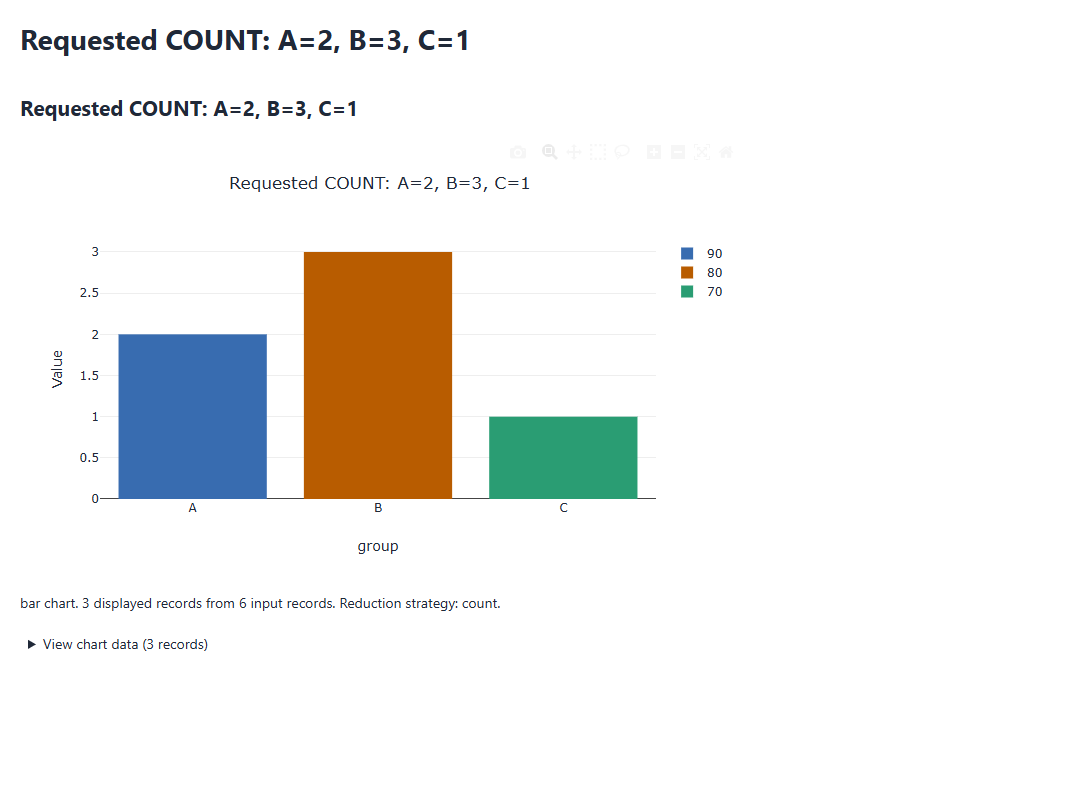 Requested COUNT: A=2, B=3, C=1
Requested COUNT: A=2, B=3, C=1
Requested COUNT: A=2, B=3, C=1
3
2.5
2
1.5
1
0.5
0
Value
A B C
group
90
80
70
bar chart. 3 displayed records from 6 input records. Reduction strategy: count.
▶ View chart data (3 records)